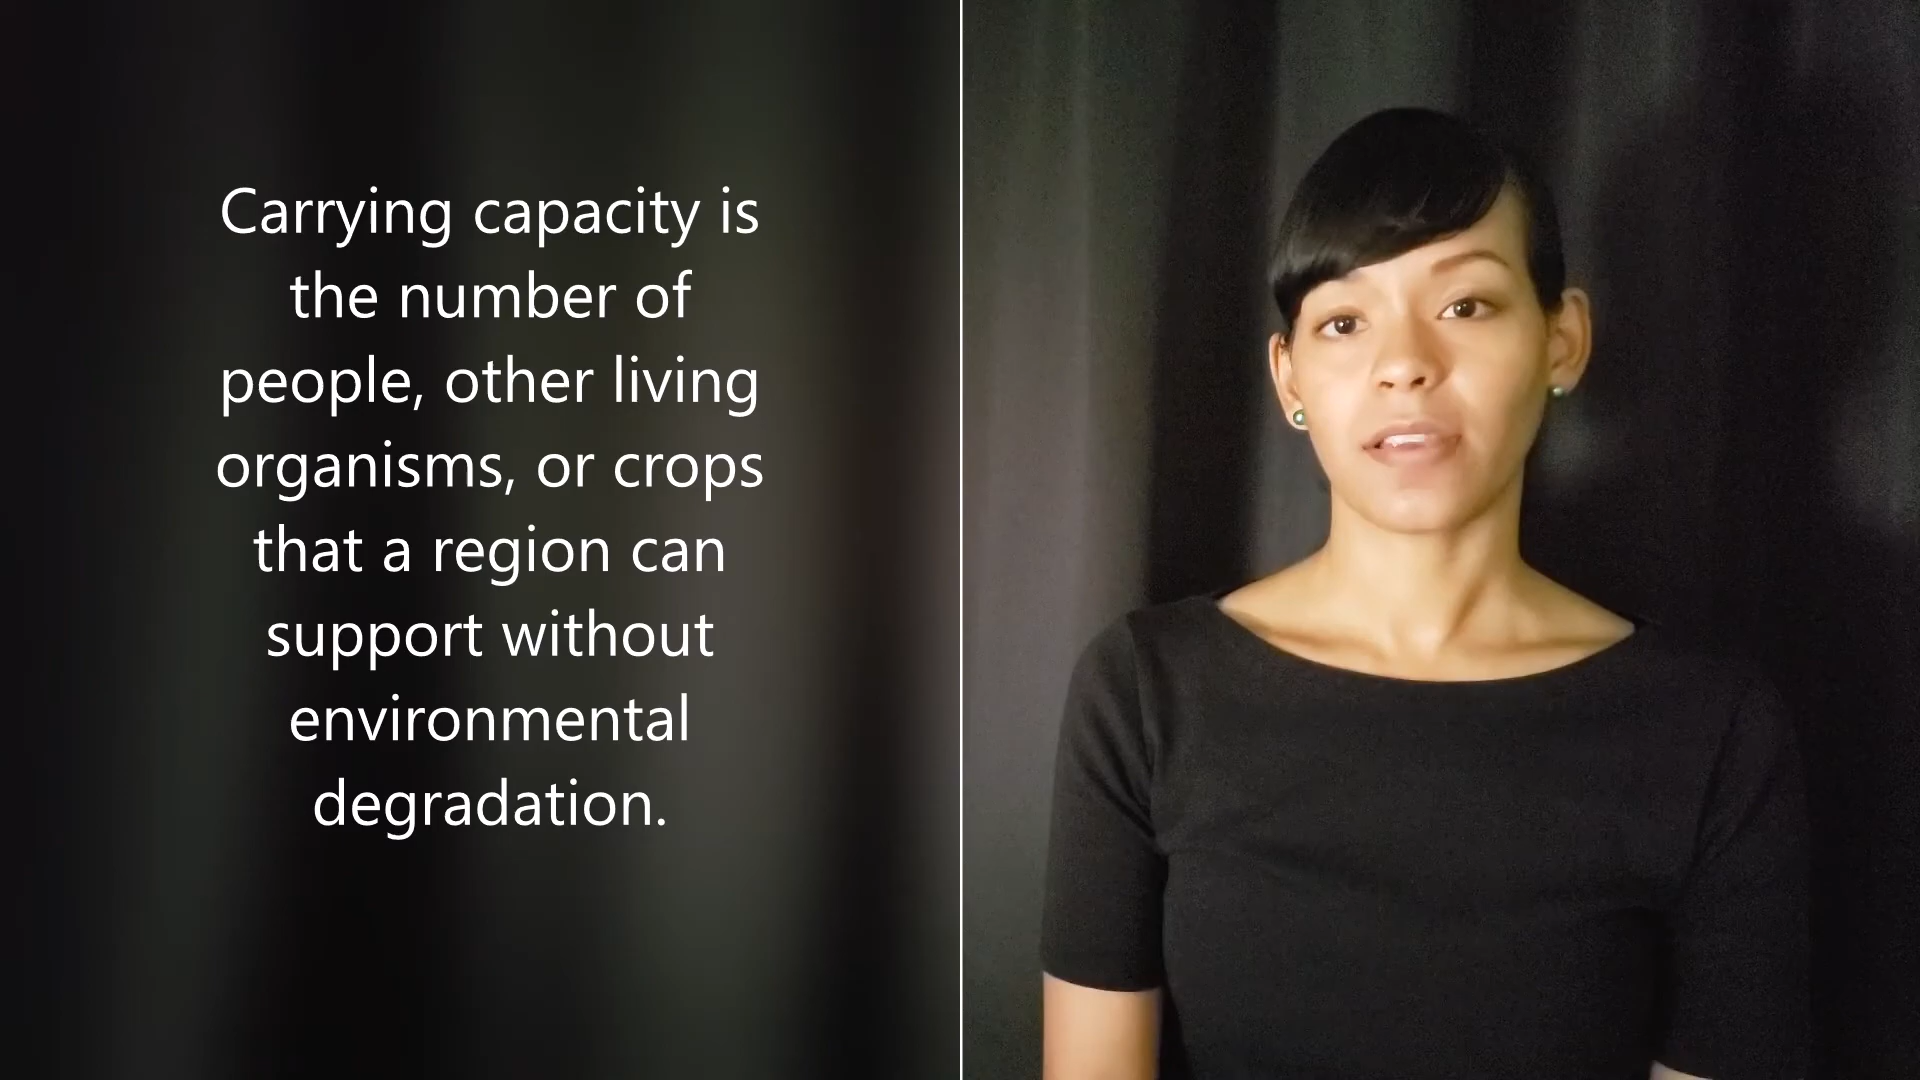 Carrying capacity is
the number of
people, other living
organisms, or crops
that a region can
support without
environmental
degradation.